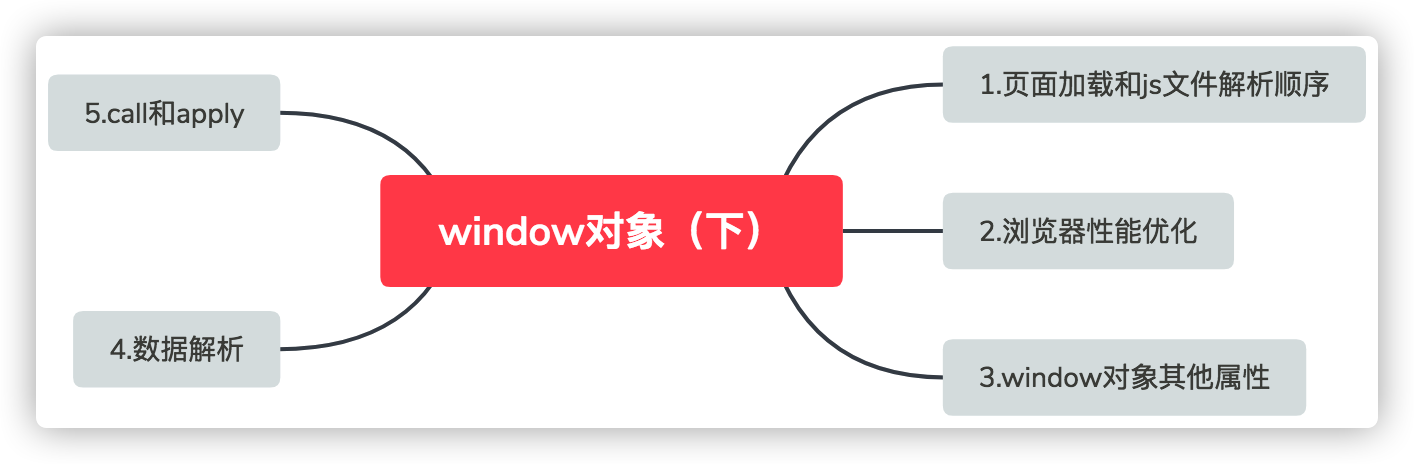 window对象（下）
1.页面加载和js文件解析顺序
2.浏览器性能优化
3.window对象其他属性
4.数据解析
5.call和apply